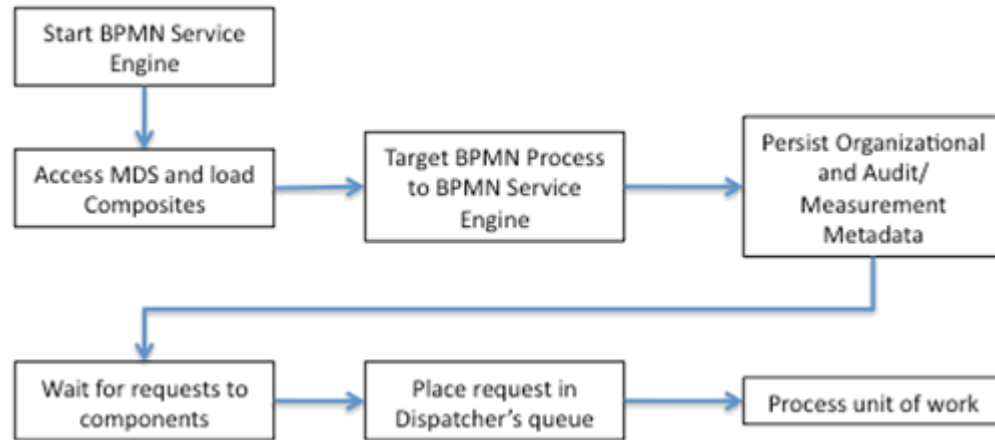 Start BPMN Service
Engine
Access MDS and load
Composites
Target BPMN Process
to BPMN Service
Engine
Persist Organizational
and Audit/
Measurement
Metadata
Wait for requests to
components
Place request in
Dispatcher's queue
Process unit of work